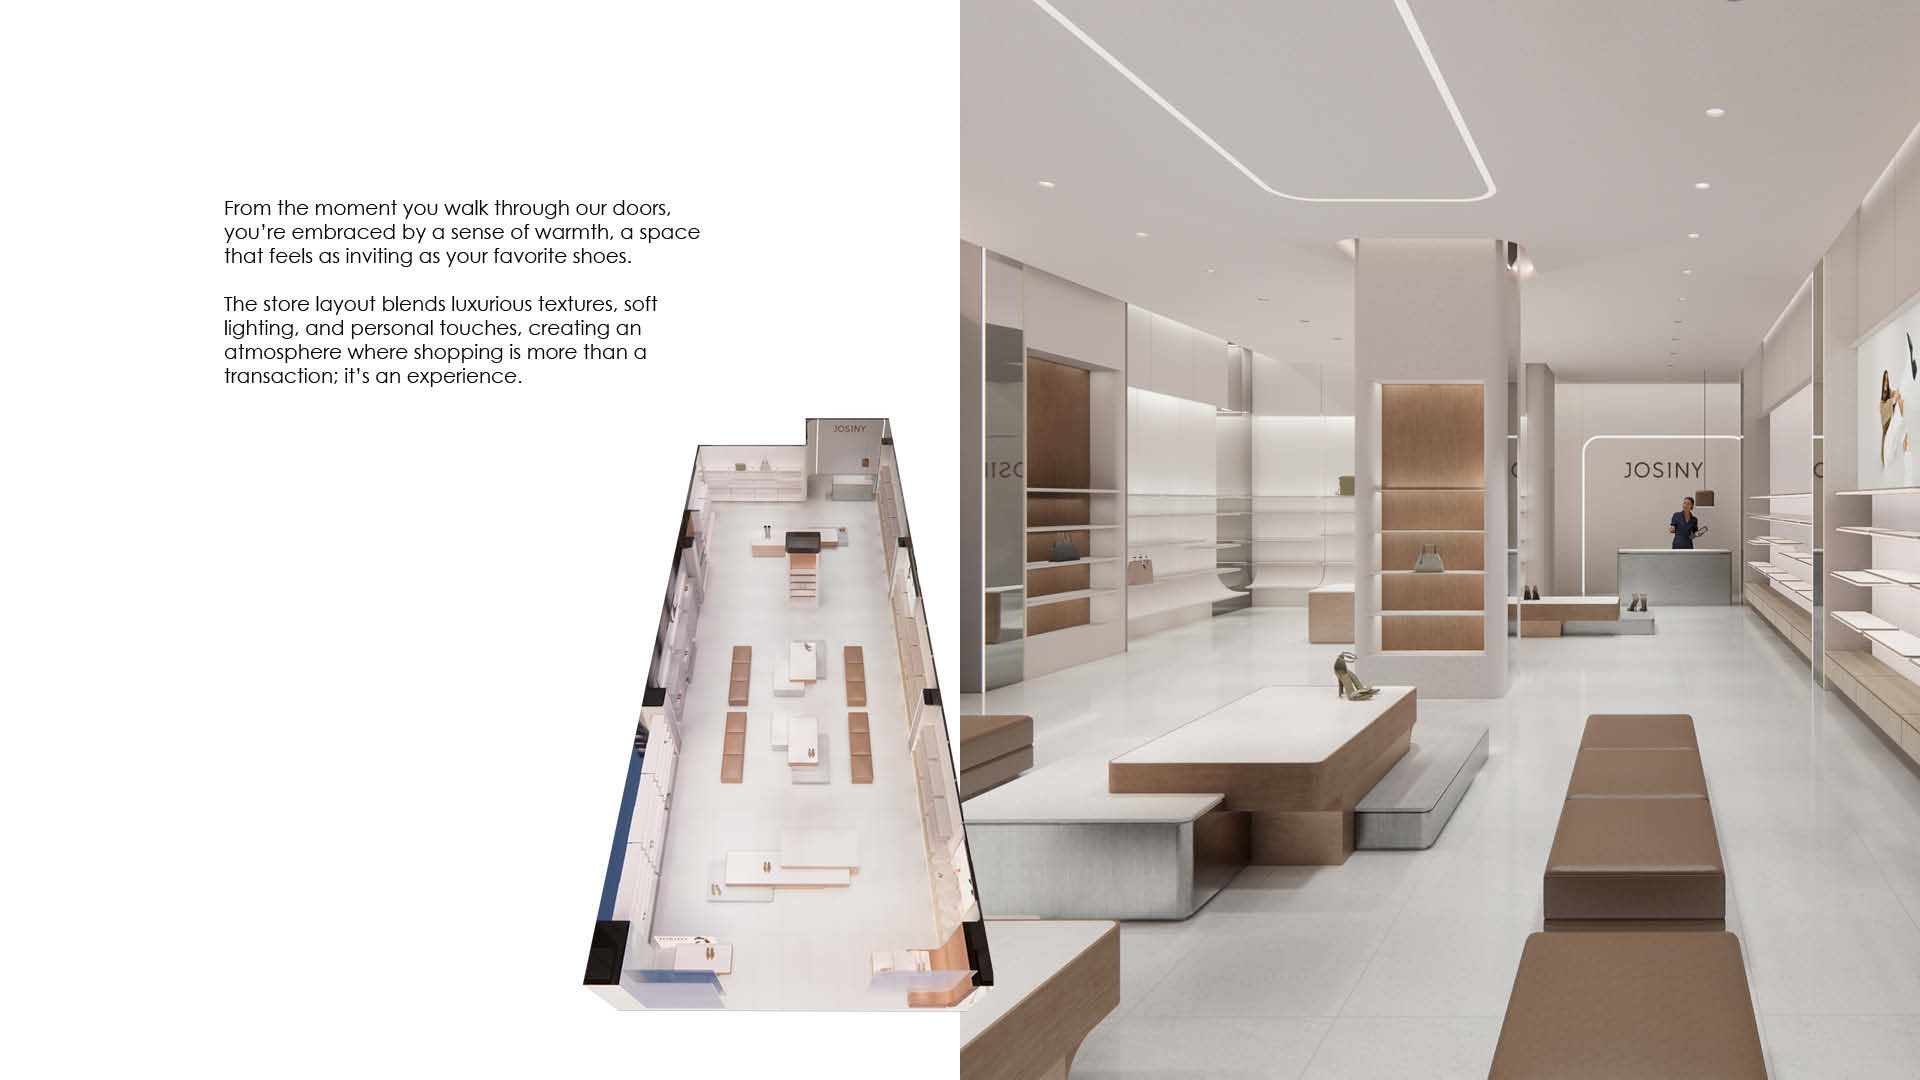 From the moment you walk through our doors,
you’re embraced by a sense of warmth, a space
that feels as inviting as your favorite shoes.
The store layout blends luxurious textures, soft
lighting, and personal touches, creating an
atmosphere where shopping is more than a
transaction; it’s an experience.
JOSINY
JOSINY